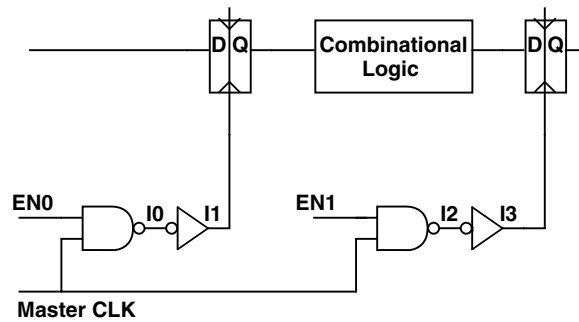 D Q
Combinational
Logic
D Q
EN0
I0
I1
EN1
I2
I3
Master CLK